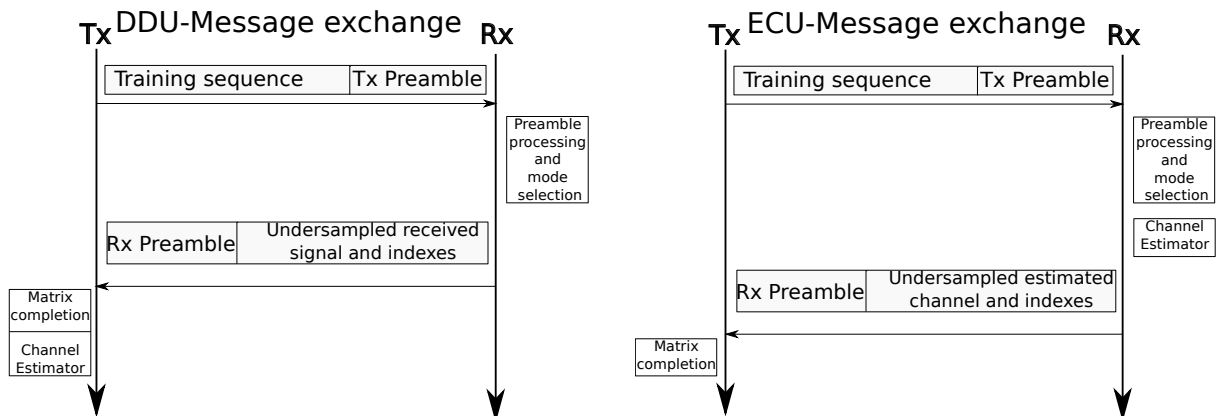 DDU-Message exchange
Tx
Rx
Training sequence
Tx Preamble
Preamble
processing
and
mode
selection
Rx Preamble
Undersampled received
signal and indexes
Matrix
completion
Channel
Estimator
ECU-Message exchange
Tx
Rx
Training sequence
Tx Preamble
Preamble
processing
and
mode
selection
Channel
Estimator
Rx Preamble
Undersampled estimated
channel and indexes
Matrix
completion